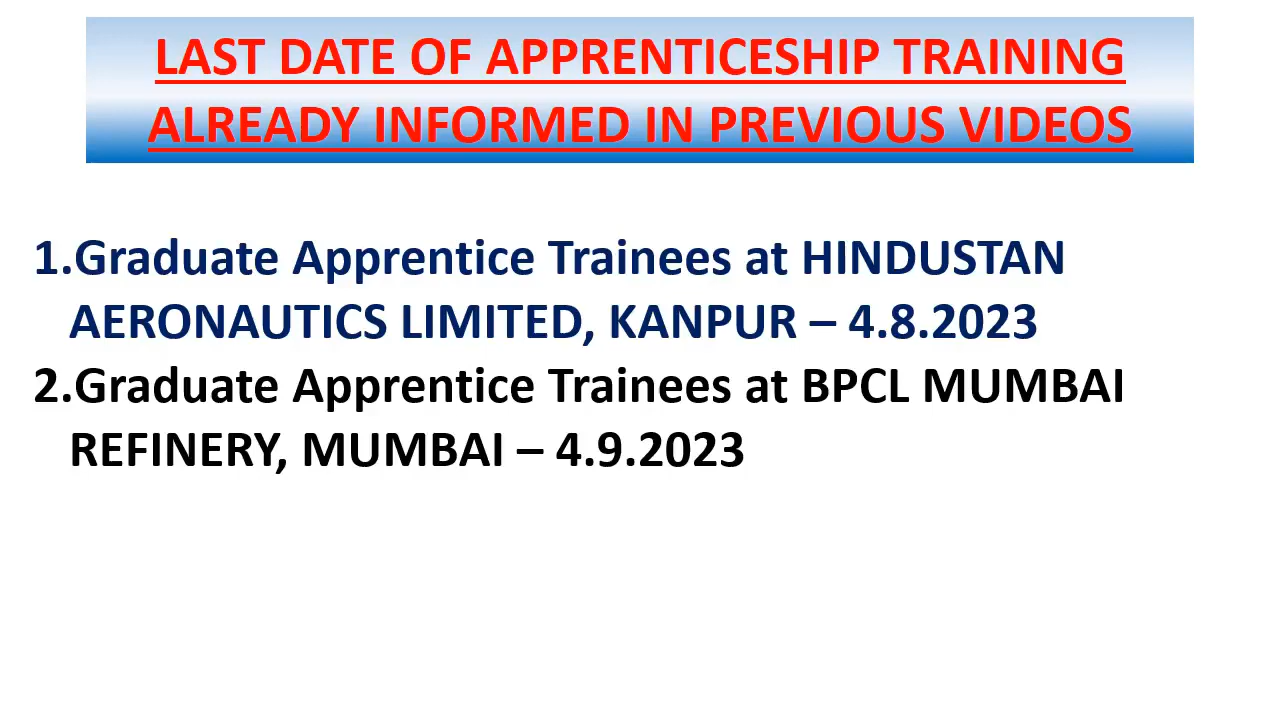 LAST DATE OF APPRENTICESHIP TRAINING
ALREADY INFORMED IN PREVIOUS VIDEOS
1.Graduate Apprentice Trainees at HINDUSTAN
AERONAUTICS LIMITED, KANPUR – 4.8.2023
2.Graduate Apprentice Trainees at BPCL MUMBAI
REFINERY, MUMBAI – 4.9.2023